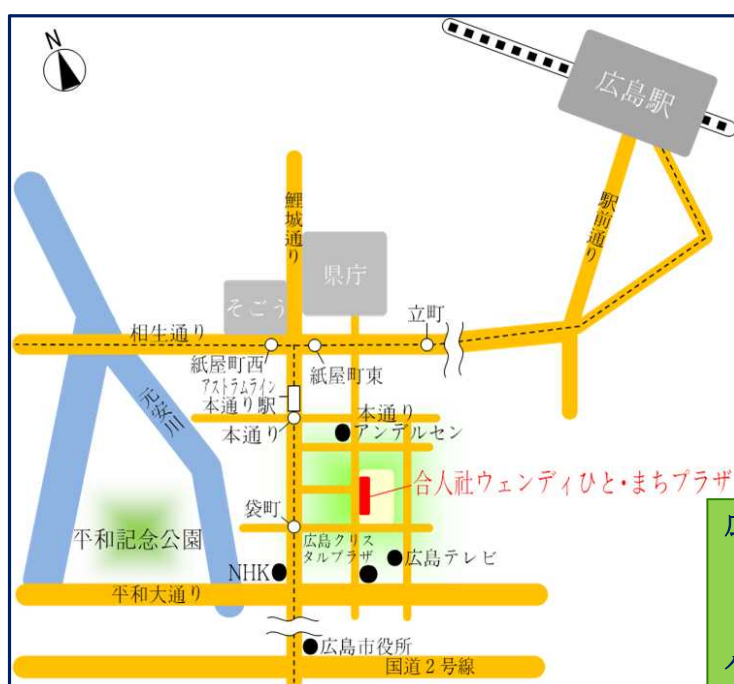 N
広島駅
駅前通り
鯉城通り
県庁
そごう
立町
相生通り
紙屋町西
紙屋町東
アストラムライン
本通り駅
本通り
本通り
アンデルセン
元安川
合人社ウェンディひと・まちプラザ
袋町
平和記念公園
広島クリス
タルプラザ
広島テレビ
NHK
平和大通り
広島市役所
国道2号線